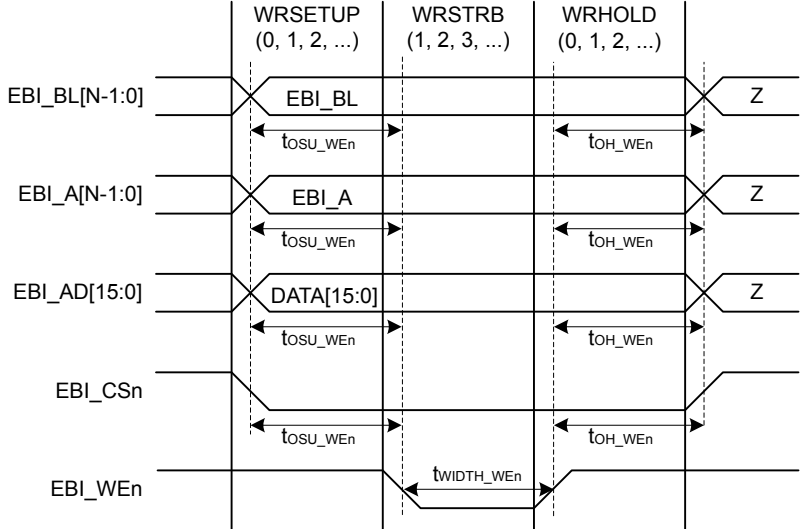 WRSETUP WRSTRB WRHOLD
(0, 1, 2, ...) (1, 2, 3, ...) (0, 1, 2, ...)
EBI_BL[N-1:0] EBI_BL Z
tOSU_WEn tOH_WEn
EBI_A[N-1:0] EBI_A Z
tOSU_WEn tOH_WEn
EBI_AD[15:0] DATA[15:0] Z
tOSU_WEn tOH_WEn
EBI_CSn
tOSU_WEn tOH_WEn
EBI_WEn tWIDTH_WEn